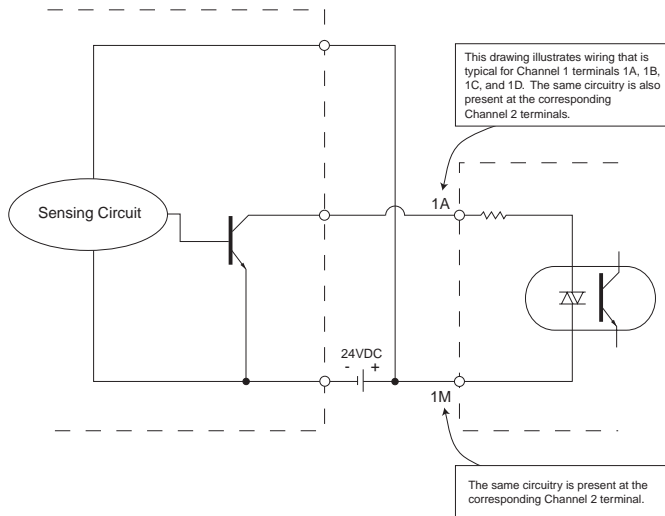 This drawing illustrates wiring that is
typical for Channel 1 terminals 1A, 1B,
1C, and 1D. The same circuitry is also
present at the corresponding
Channel 2 terminals.
1A
Sensing Circuit
24VDC
- +
1M
The same circuitry is present at the
corresponding Channel 2 terminal.